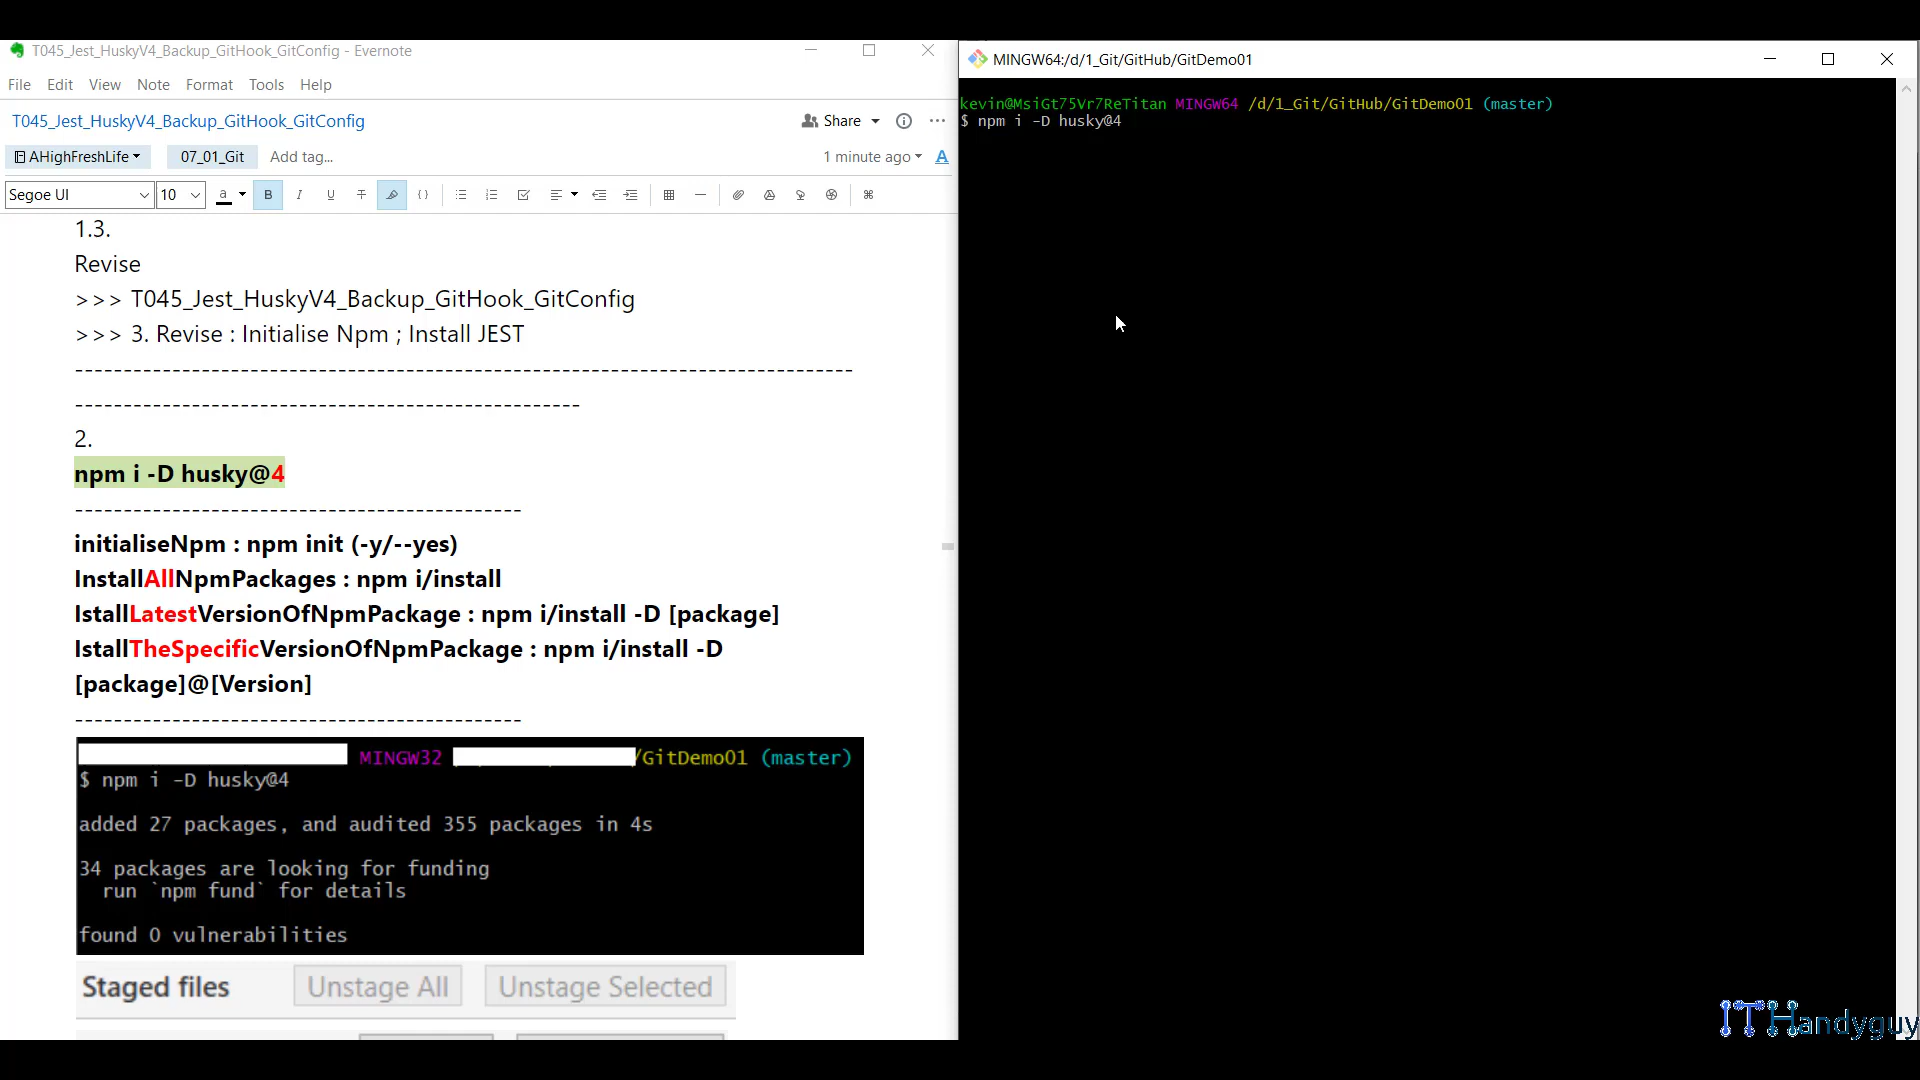 T045_Jest_HuskyV4_Backup_GitHook_GitConfig - Evernote
File Edit View Note Format Tools Help
T045_Jest_HuskyV4_Backup_GitHook_GitConfig
Share
AHighFreshLife
07_01_Git
Add tag...
1 minute ago
Segoe UI
10
1.3.
Revise
>>> T045_Jest_HuskyV4_Backup_GitHook_GitConfig
>>> 3. Revise : Initialise Npm ; Install JEST
--------------------------------------------------------------------------------
----------------------------------------------------
2.
npm i -D husky@4
----------------------------------------------
initialiseNpm : npm init (-y/--yes)
InstallAllNpmPackages : npm i/install
IstallLatestVersionOfNpmPackage : npm i/install -D [package]
IstallTheSpecificVersionOfNpmPackage : npm i/install -D
[package]@[Version]
----------------------------------------------
MINGW32 /GitDemo01 (master)
$ npm i -D husky@4
added 27 packages, and audited 355 packages in 4s
34 packages are looking for funding
run `npm fund` for details
found 0 vulnerabilities
Staged files
Unstage All
Unstage Selected
MINGW64:/d/1_Git/GitHub/GitDemo01
kevin@MsiGt75Vr7ReTitan MINGW64 /d/1_Git/GitHub/GitDemo01 (master)
$ npm i -D husky@4
ITHandyguy